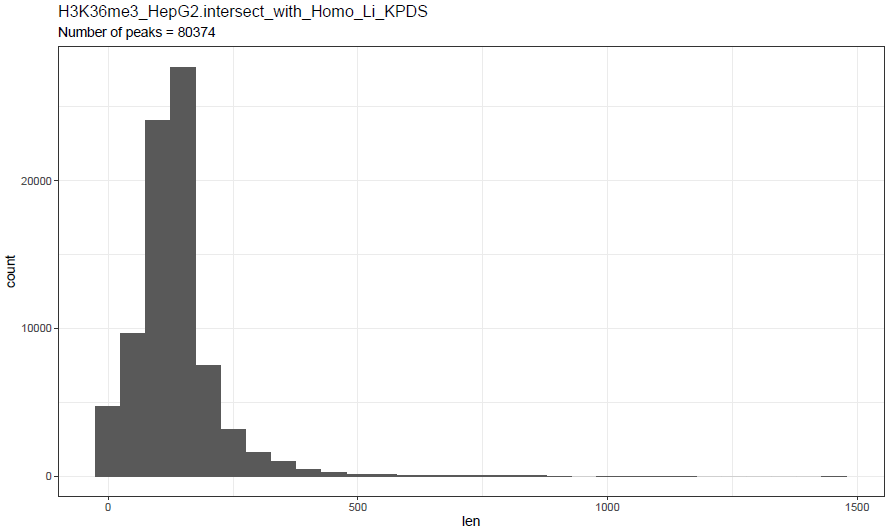 H3K36me3_HepG2.intersect_with_Homo_Li_KPDS
Number of peaks = 80374
20000
10000
0
count
0 500 1000 1500
len